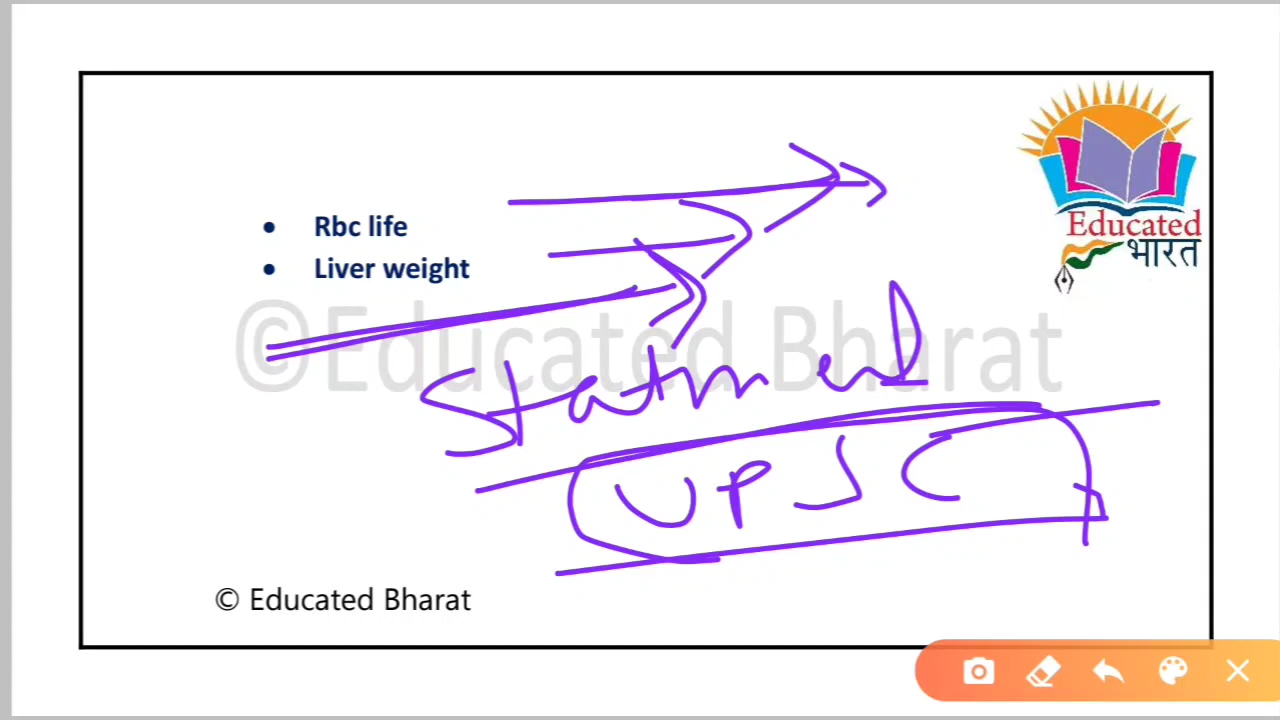 Educated
भारत
• Rbc life
• Liver weight
©Educated Bharat
Statment
UPSC
© Educated Bharat